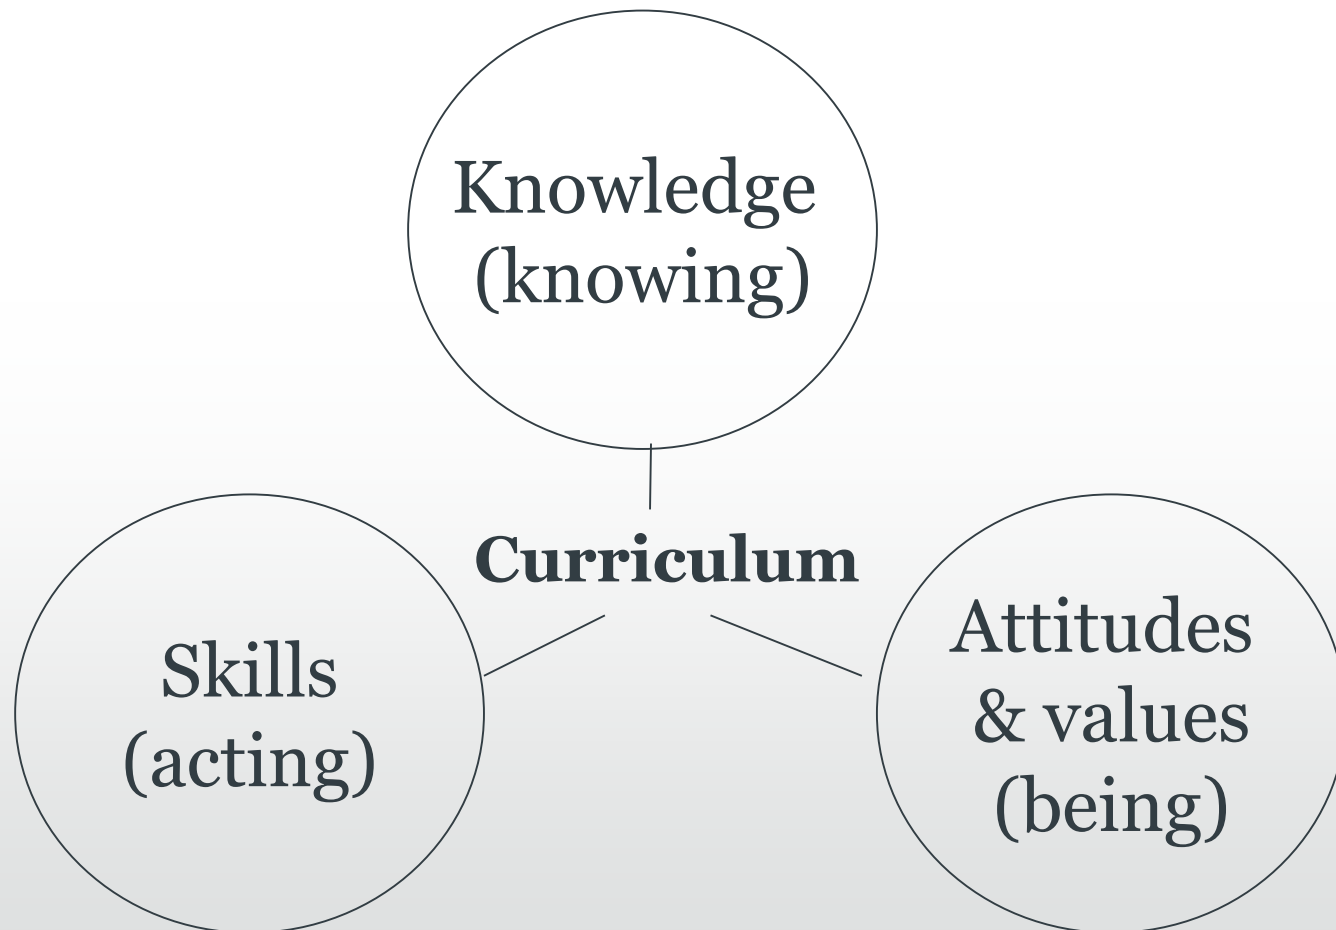 Knowledge
(knowing)
Curriculum
Skills
(acting)
Attitudes
& values
(being)